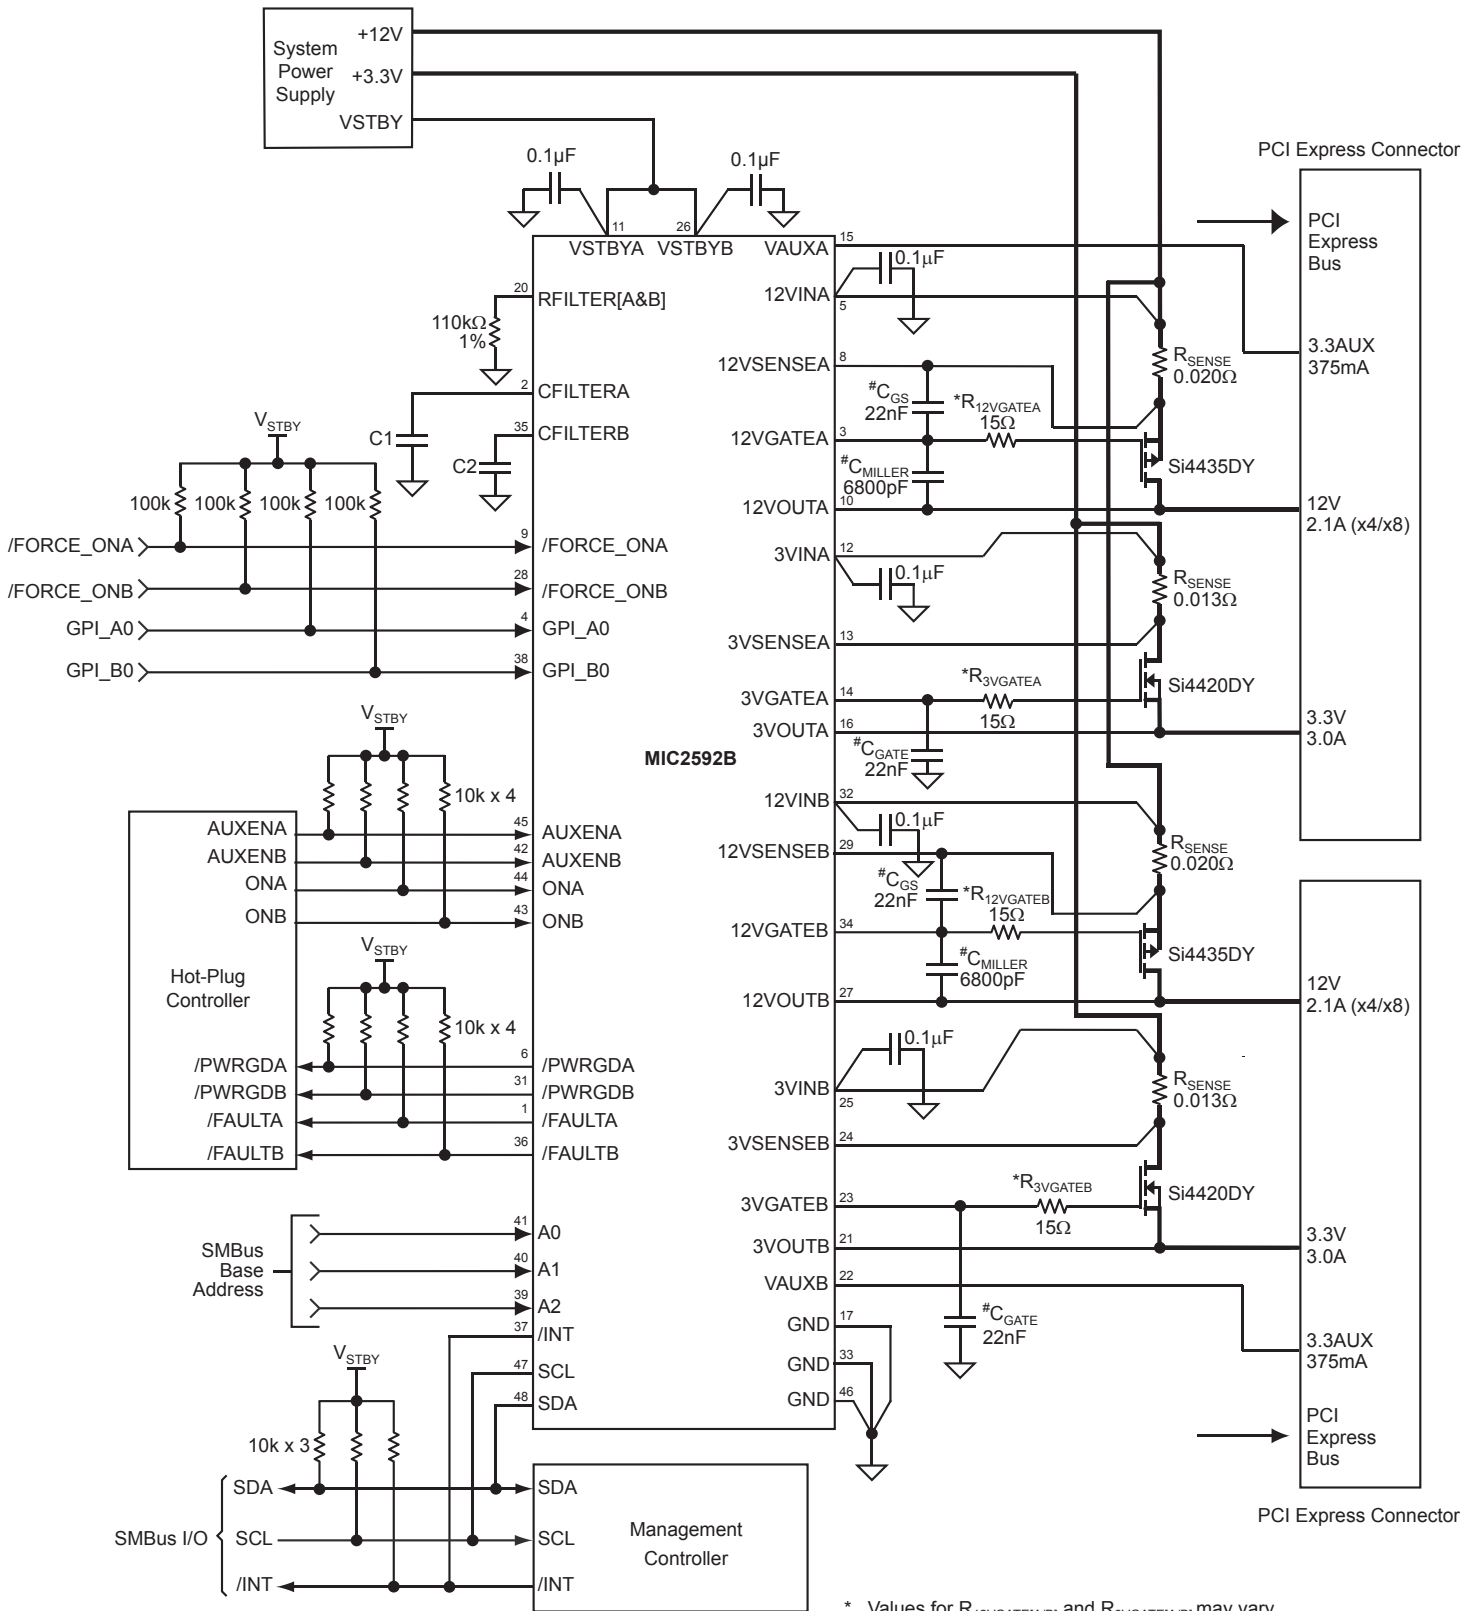 System
Power
Supply
+12V
+3.3V
VSTBY
0.1µF
0.1µF
PCI Express Connector
11
26
VSTBYA
VSTBYB
VAUXA
15
PCI
Express
Bus
20
RFILTER[A&B]
110kΩ
1%
12VINA
5
0.1µF
12VSENSEA
8
RSENSE
0.020Ω
3.3AUX
375mA
2
CFILTERA
C1
35
CFILTERB
C2
#CGS
22nF
*R12VGATEA
15Ω
12VGATEA
3
#CMILLER
6800pF
Si4435DY
12VOUTA
10
12V
2.1A (x4/x8)
VSTBY
100k
100k
100k
100k
/FORCE_ONA
9
/FORCE_ONA
/FORCE_ONB
28
/FORCE_ONB
GPI_A0
4
GPI_A0
GPI_B0
38
GPI_B0
3VINA
12
0.1µF
RSENSE
0.013Ω
3VSENSEA
13
3VGATEA
14
*R3VGATEA
15Ω
Si4420DY
3VOUTA
16
#CGATE
22nF
3.3V
3.0A
MIC2592B
VSTBY
10k x 4
AUXENA
45
AUXENA
AUXENB
42
AUXENB
ONA
44
ONA
ONB
43
ONB
12VINB
32
0.1µF
12VSENSEB
29
RSENSE
0.020Ω
#CGS
22nF
*R12VGATEB
15Ω
12VGATEB
34
#CMILLER
6800pF
Si4435DY
12VOUTB
27
12V
2.1A (x4/x8)
Hot-Plug
Controller
VSTBY
10k x 4
/PWRGDA
6
/PWRGDA
/PWRGDB
31
/PWRGDB
/FAULTA
1
/FAULTA
/FAULTB
36
/FAULTB
0.1µF
3VINB
25
RSENSE
0.013Ω
3VSENSEB
24
3VGATEB
23
*R3VGATEB
15Ω
Si4420DY
3VOUTB
21
3.3V
3.0A
VAUXB
22
#CGATE
22nF
3.3AUX
375mA
SMBus
Base
Address
41
A0
40
A1
39
A2
37
/INT
47
SCL
48
SDA
GND
17
GND
33
GND
46
PCI
Express
Bus
PCI Express Connector
VSTBY
10k x 3
SMBus I/O
SDA
SCL
/INT
SDA
SCL
/INT
Management
Controller
* Values for R12VGATE[A/B] and R3VGATE[A/B] may vary